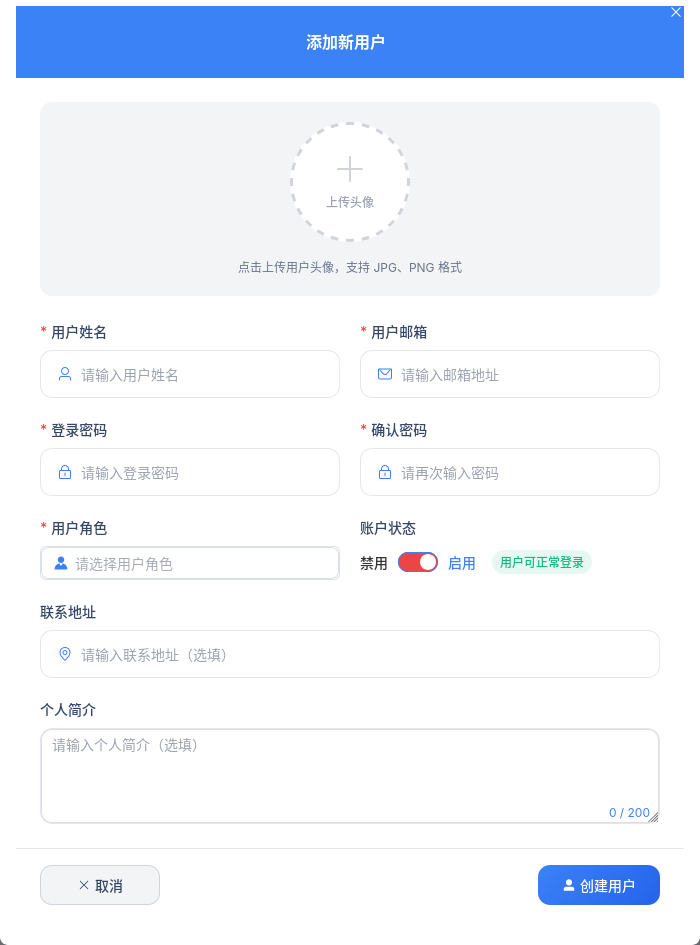 添加新用户
上传头像
点击上传用户头像，支持 JPG、PNG 格式
* 用户姓名
* 用户邮箱
请输入用户姓名
请输入邮箱地址
* 登录密码
* 确认密码
请输入登录密码
请再次输入密码
* 用户角色
账户状态
请选择用户角色
禁用 启用 用户可正常登录
联系地址
请输入联系地址（选填）
个人简介
请输入个人简介（选填）
0 / 200
取消
创建用户